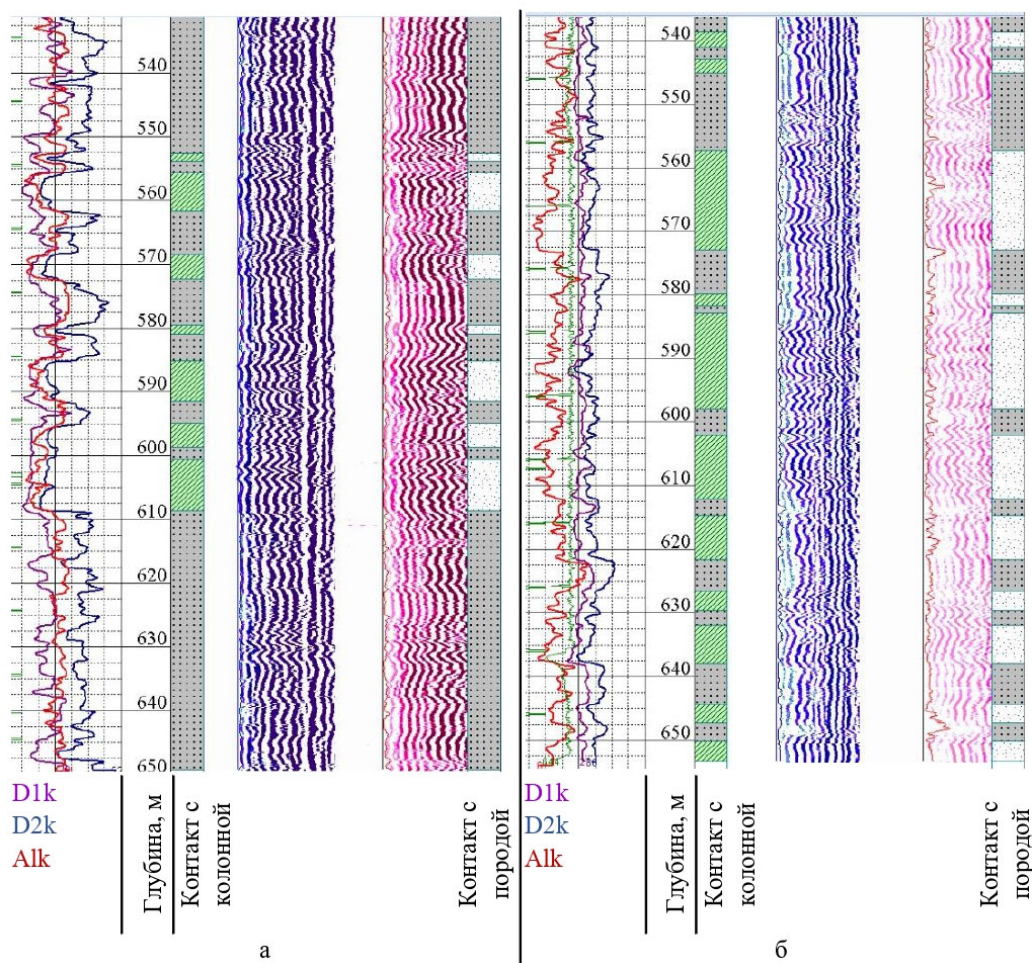 540
550
560
570
580
590
600
610
620
630
640
650
D1k
D2k
Alk
Глубина, м
Контакт с
колонной
Контакт с
породой
а
540
550
560
570
580
590
600
610
620
630
640
650
D1k
D2k
Alk
Глубина, м
Контакт с
колонной
Контакт с
породой
б